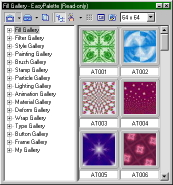 Fill Gallery - EasyPalette (Read-only)
64 x 64
Fill Gallery
Filter Gallery
Style Gallery
Painting Gallery
Brush Gallery
Stamp Gallery
Particle Gallery
Lighting Gallery
Animation Gallery
Material Gallery
Deform Gallery
Wrap Gallery
Type Gallery
Button Gallery
Frame Gallery
My Gallery
AT001
AT002
AT003
AT004
AT005
AT006